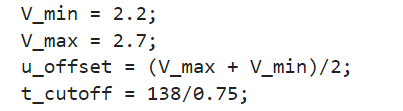 V_min = 2.2;
V_max = 2.7;
u_offset = (V_max + V_min)/2;
t_cutoff = 138/0.75;